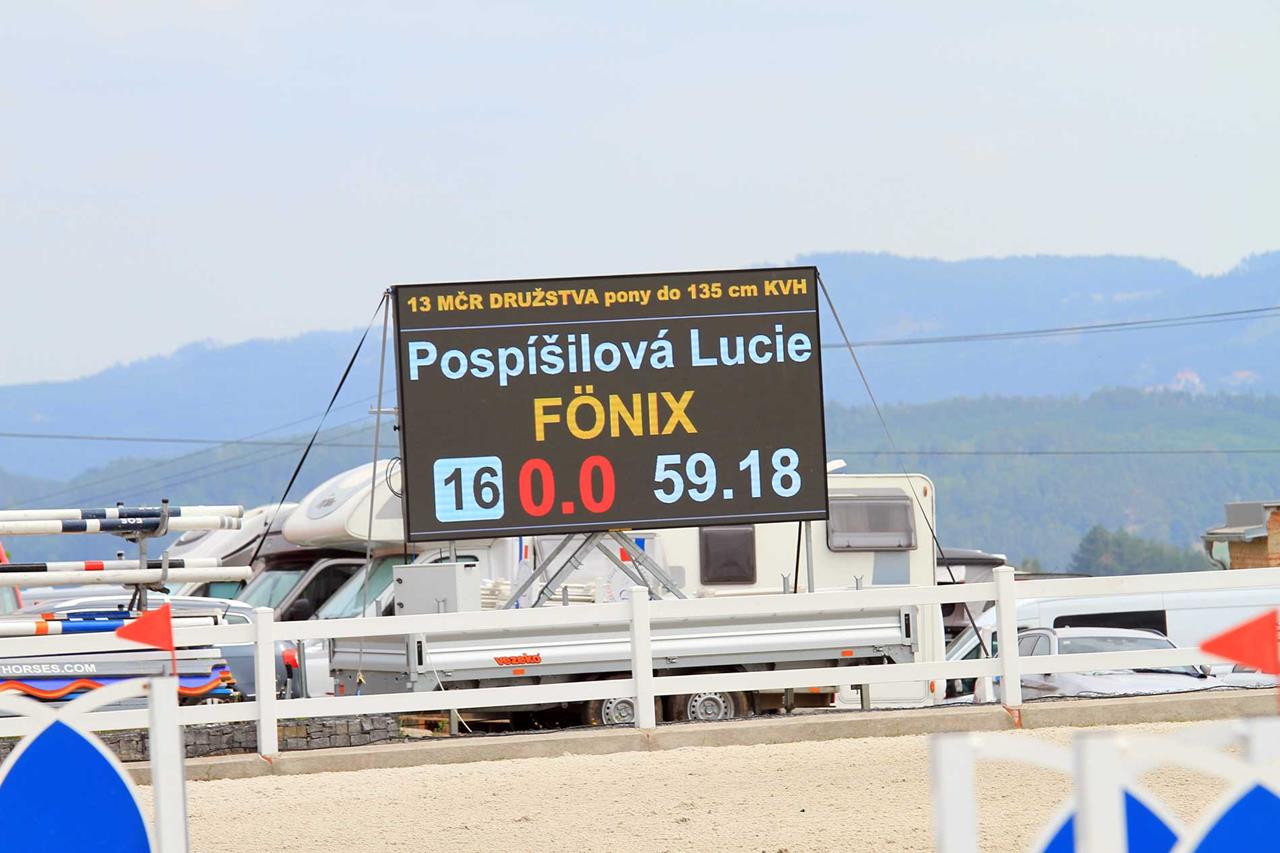 13 MČR DRUŽSTVA pony do 135 cm KVH
Pospíšilová Lucie
FÖNIX
16 0.0 59.18
HORSES.COM
vezeko